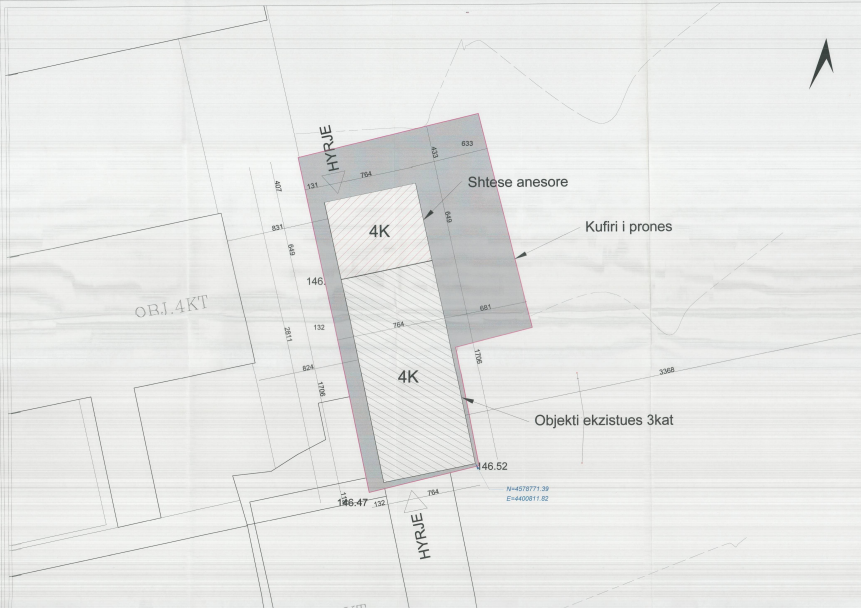 HYRJE
633
433
764
131
407
Shtese anesore
649
831
4K
Kufiri i prones
649
146.
OBJ.4KT
681
132
764
2811
1706
824
3368
4K
1706
Objekti ekzistues 3kat
146.52
N=4578771.39
E=4400811.82
764
146.47
132
HYRJE